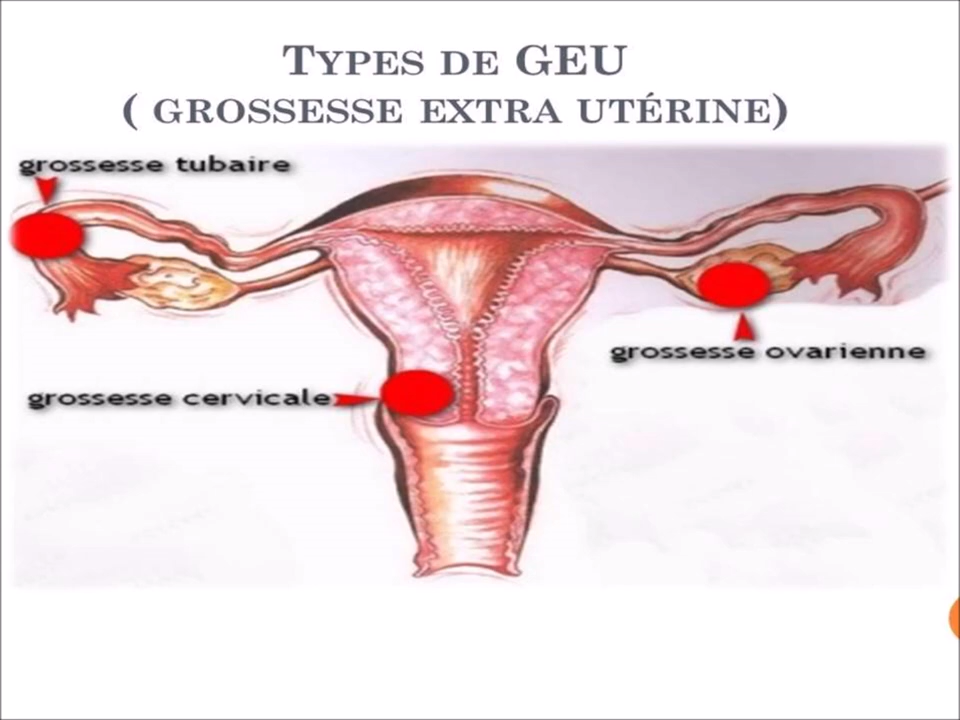 TYPES DE GEU
( GROSSESSE EXTRA UTÉRINE)
grossesse tubaire
grossesse ovarienne
grossesse cervicale